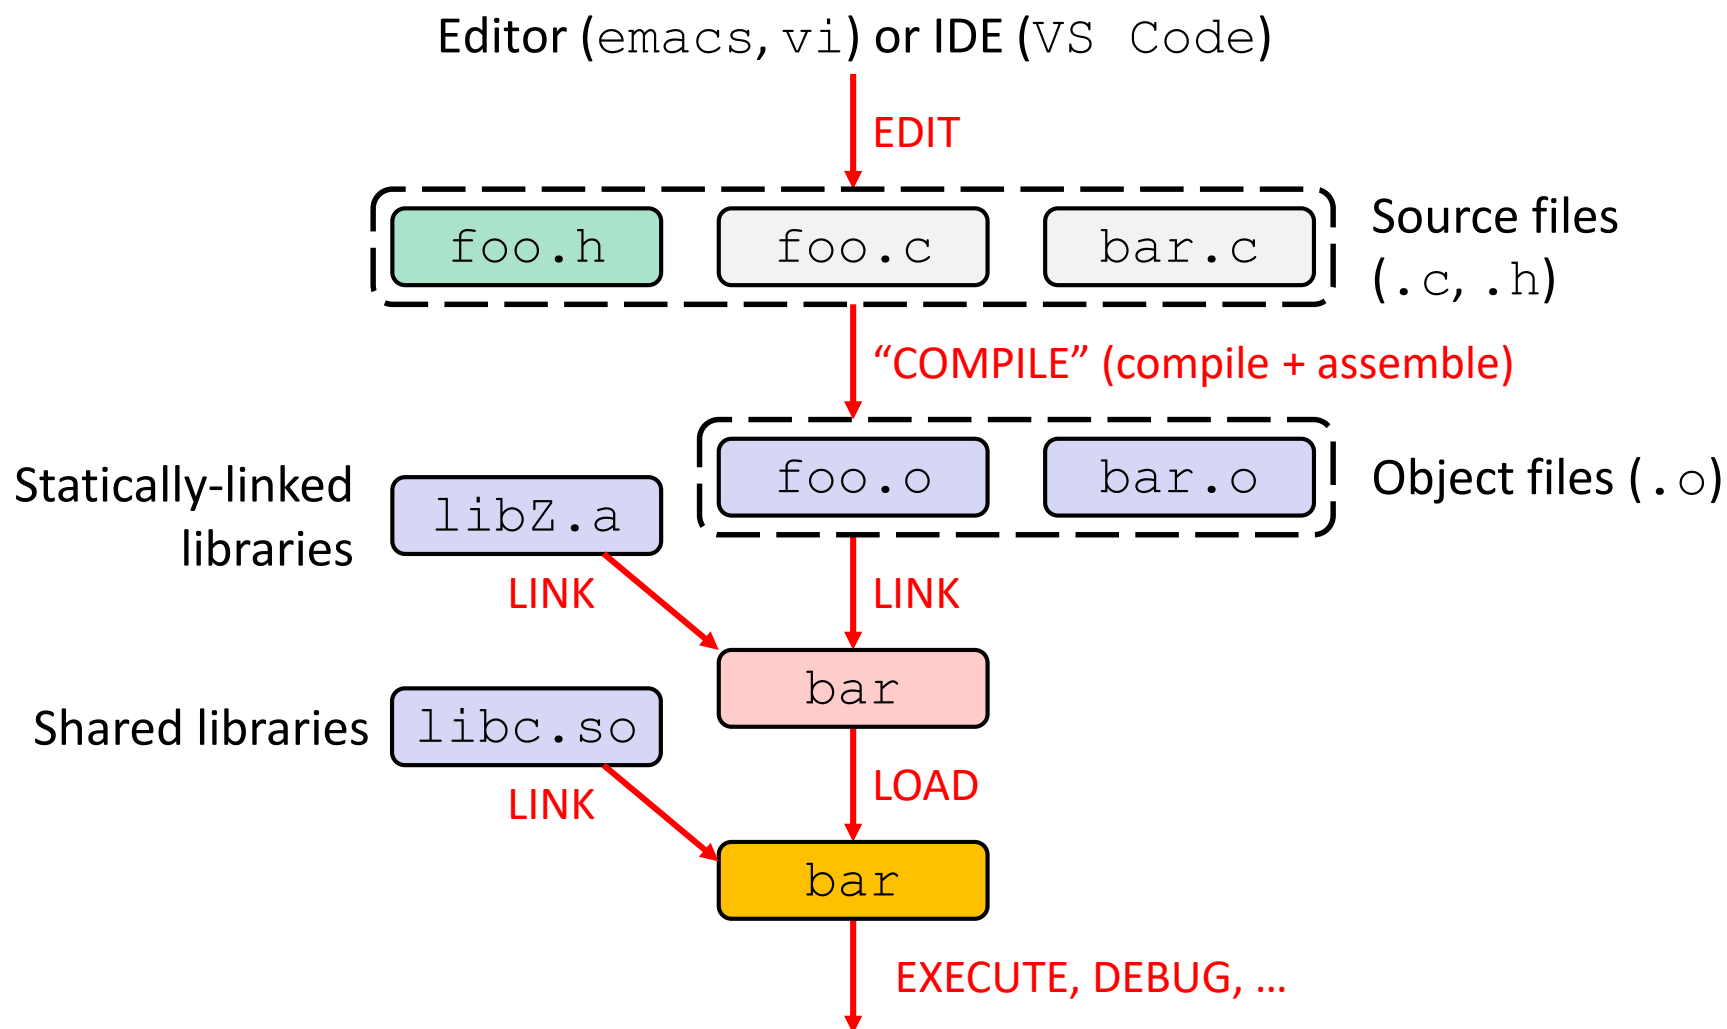 Editor (emacs, vi) or IDE (VS Code)
EDIT
foo.h
foo.c
bar.c
Source files
(.c, .h)
“COMPILE” (compile + assemble)
Statically-linked
libraries
libZ.a
foo.o
bar.o
Object files (.o)
LINK
LINK
bar
Shared libraries
libc.so
LINK
LOAD
bar
EXECUTE, DEBUG, …